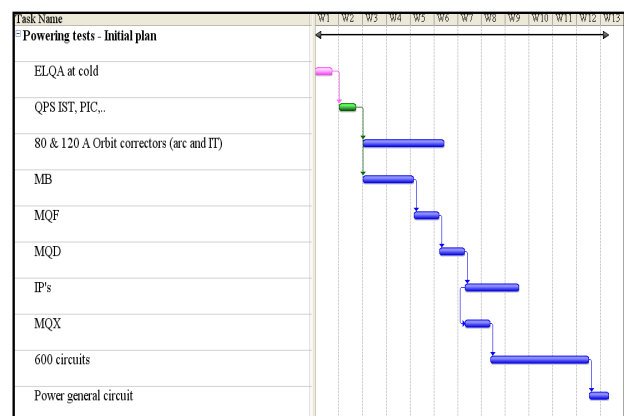 Task Name W1 W2 W3 W4 W5 W6 W7 W8 W9 W10 W11 W12 W13
Powering tests - Initial plan
ELQA at cold
QPS IST, PIC,..
80 & 120 A Orbit correctors (arc and IT)
MB
MQF
MQD
IP's
MQX
600 circuits
Power general circuit